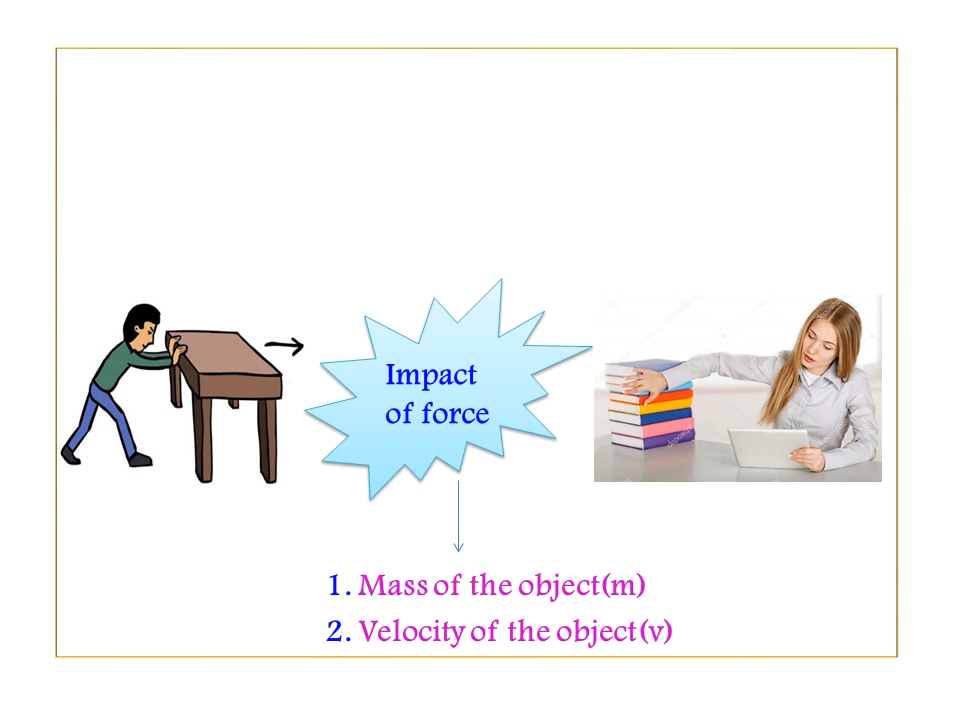 Impact
of force
1. Mass of the object(m)
2. Velocity of the object(v)